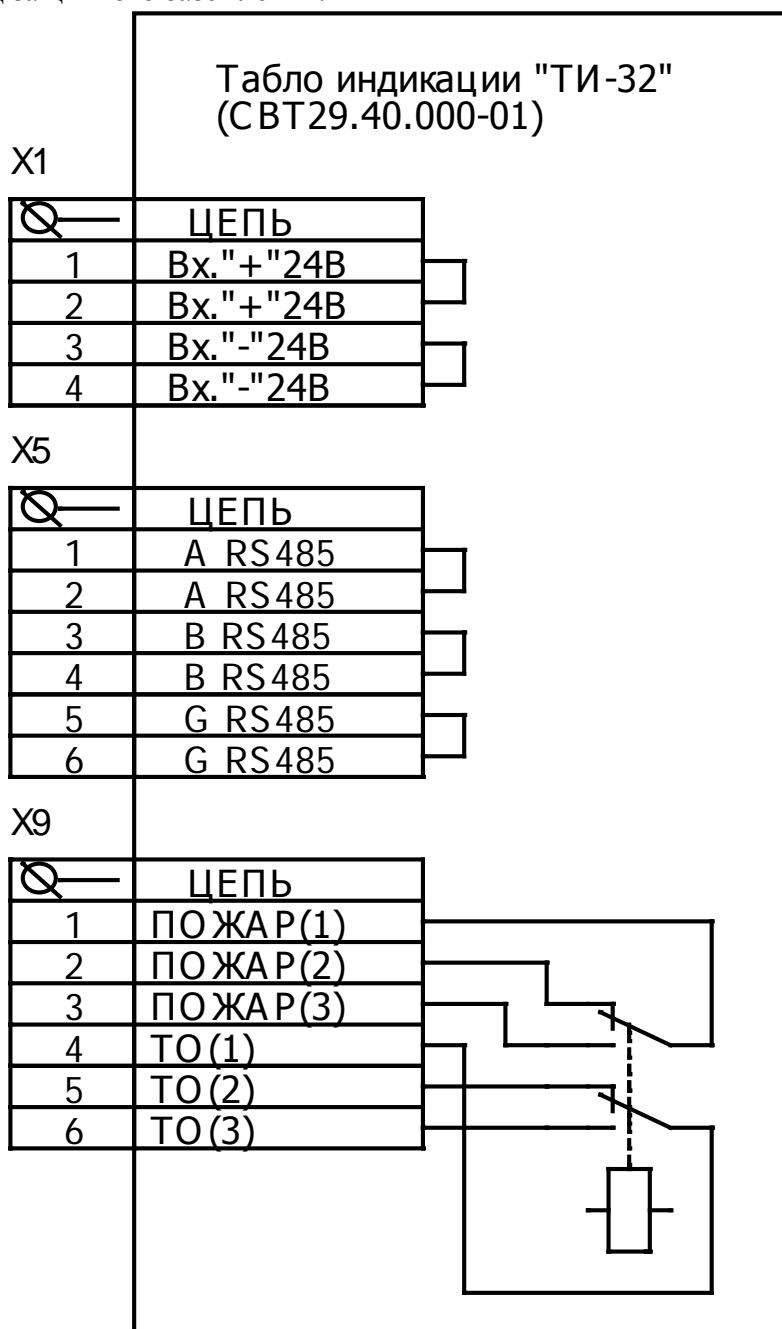 Табло индикации "ТИ-32"
(СВТ29.40.000-01)
X1
ЦЕПЬ
1 Вх."+"24В
2 Вх."+"24В
3 Вх."-"24В
4 Вх."-"24В
X5
ЦЕПЬ
1 A RS485
2 A RS485
3 B RS485
4 B RS485
5 G RS485
6 G RS485
X9
ЦЕПЬ
1 ПОЖАР(1)
2 ПОЖАР(2)
3 ПОЖАР(3)
4 ТО(1)
5 ТО(2)
6 ТО(3)